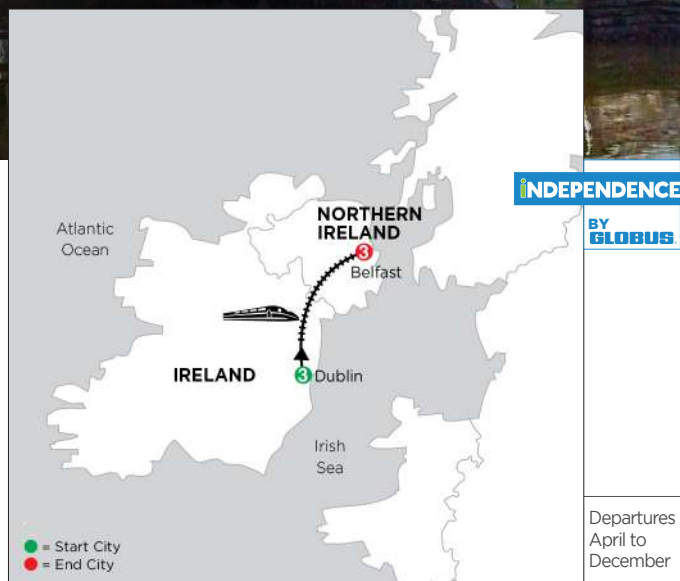 iNDEPENDENCE
BY
GLOBUS.
NORTHERN
IRELAND
3
Belfast
Atlantic
Ocean
IRELAND
3 Dublin
Irish
Sea
= Start City
= End City
Departures
April to
December